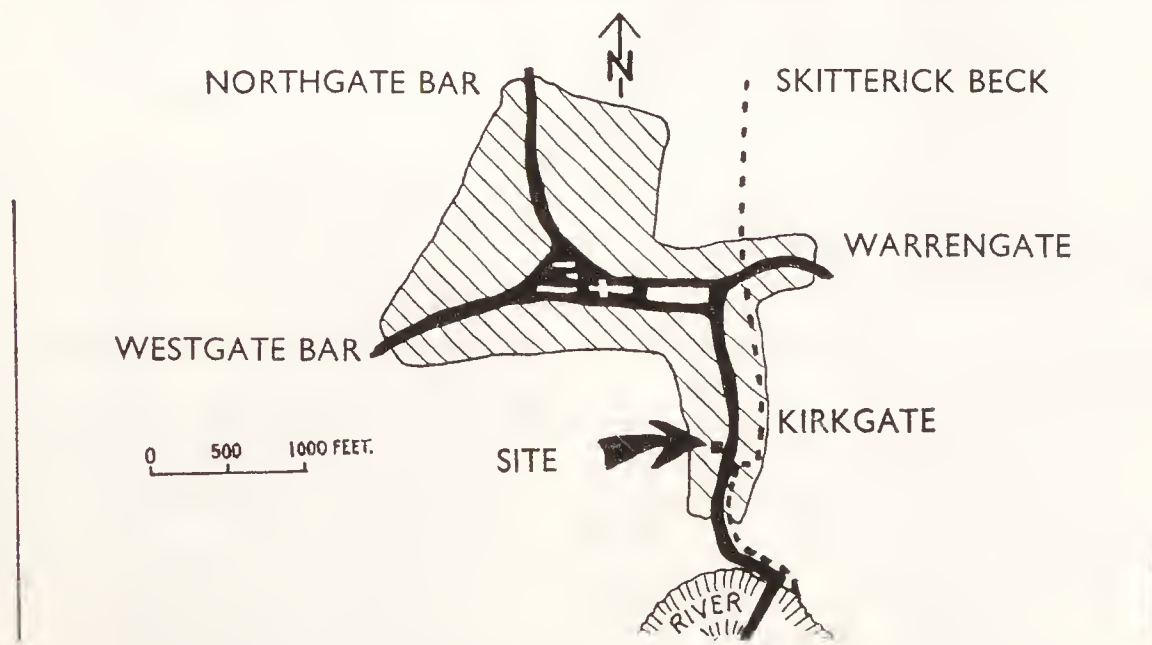 N
NORTHGATE BAR
SKITTERICK BECK
WARRENGATE
WESTGATE BAR
KIRKGATE
0 500 1000 FEET.
SITE
RIVER